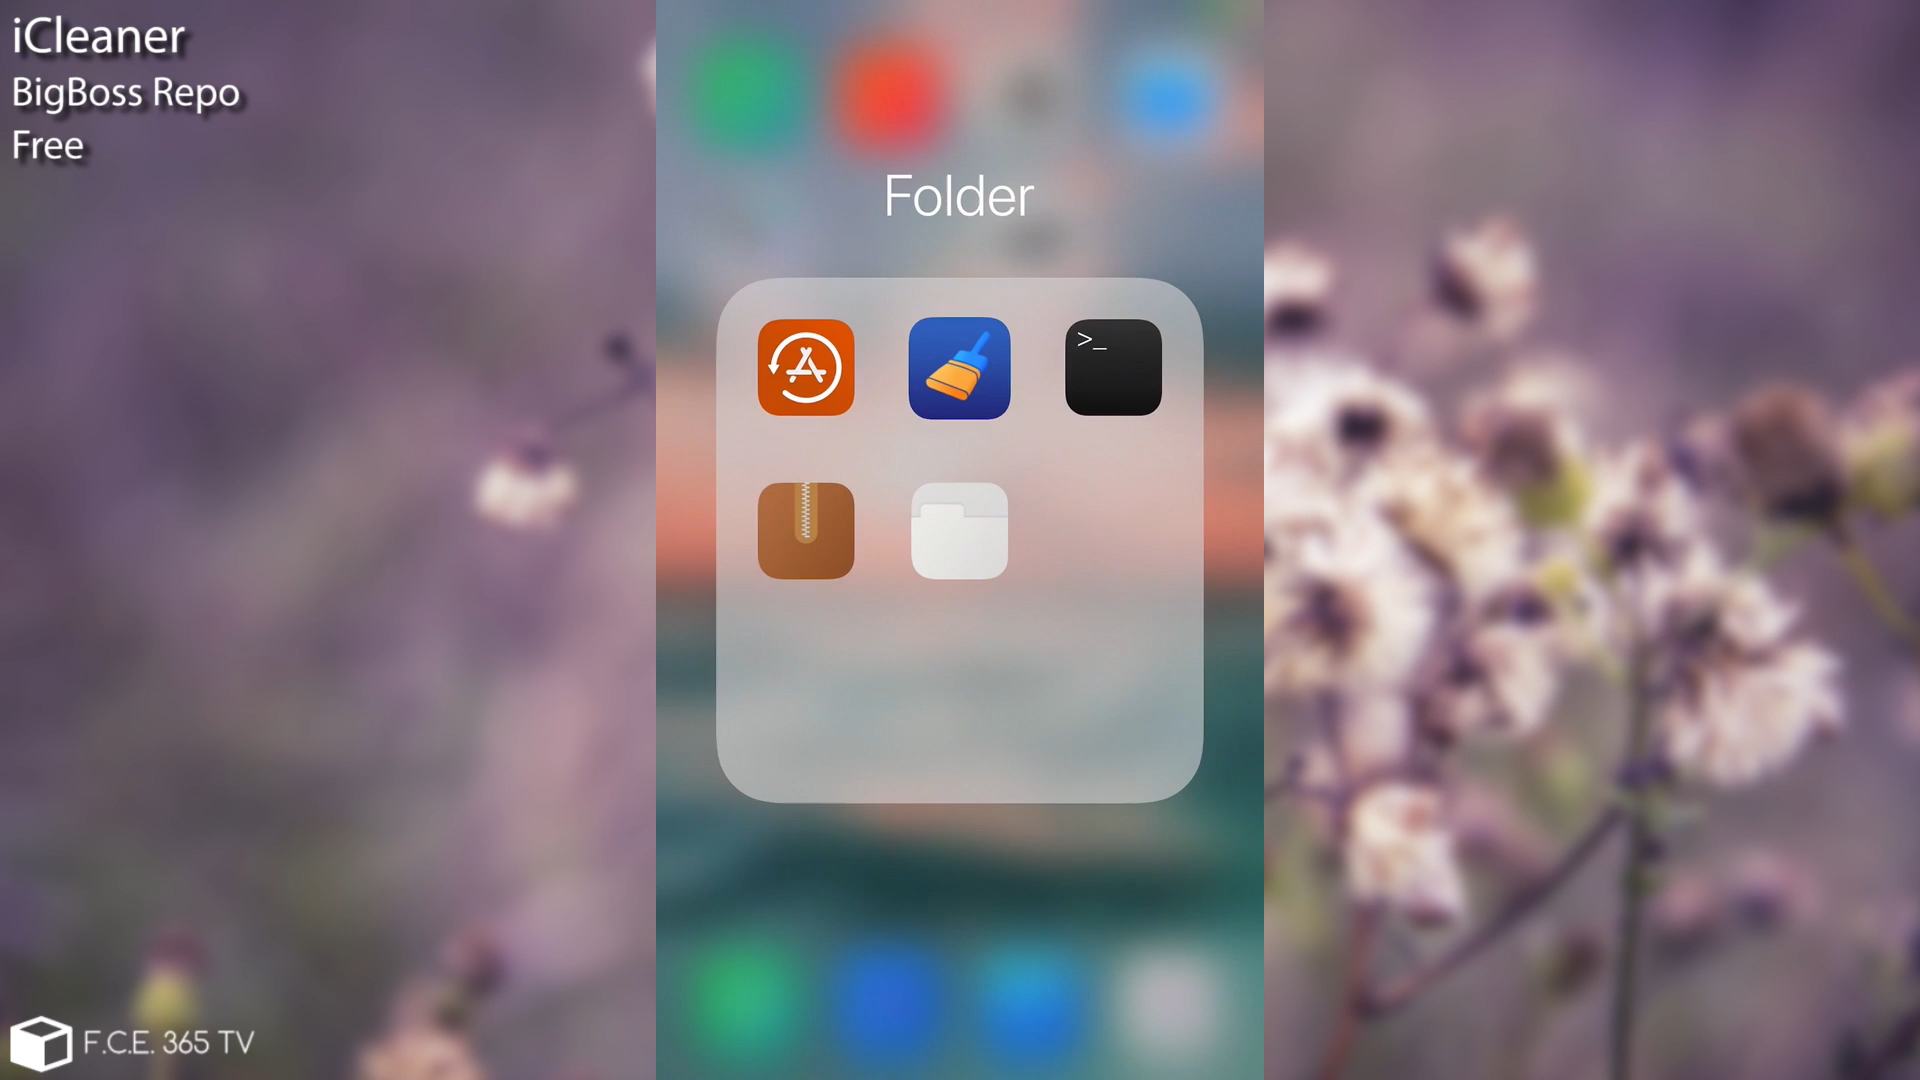 iCleaner
BigBoss Repo
Free
Folder
>_
F.C.E. 365 TV